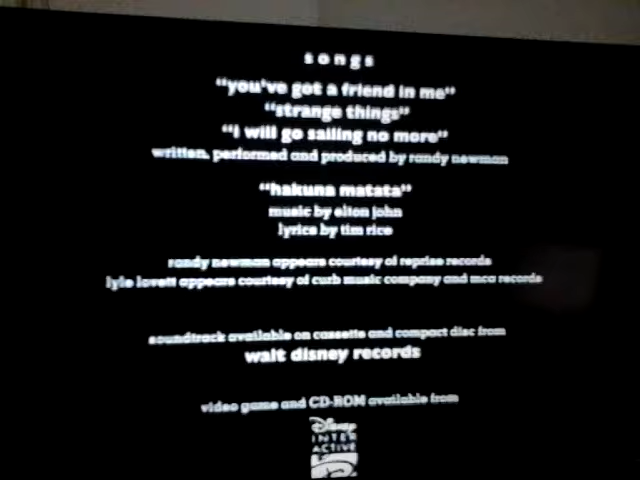 songs
"you've got a friend in me"
"strange things"
"i will go sailing no more"
written, performed and produced by randy newman
"hakuna matata"
music by elton john
lyrics by tim rice
randy newman appears courtesy of reprise records
lyle lovett appears courtesy of curb music company and mca records
soundtrack available on cassette and compact disc from
walt disney records
video game and CD-ROM available from
Disney
INTER
ACTIVE